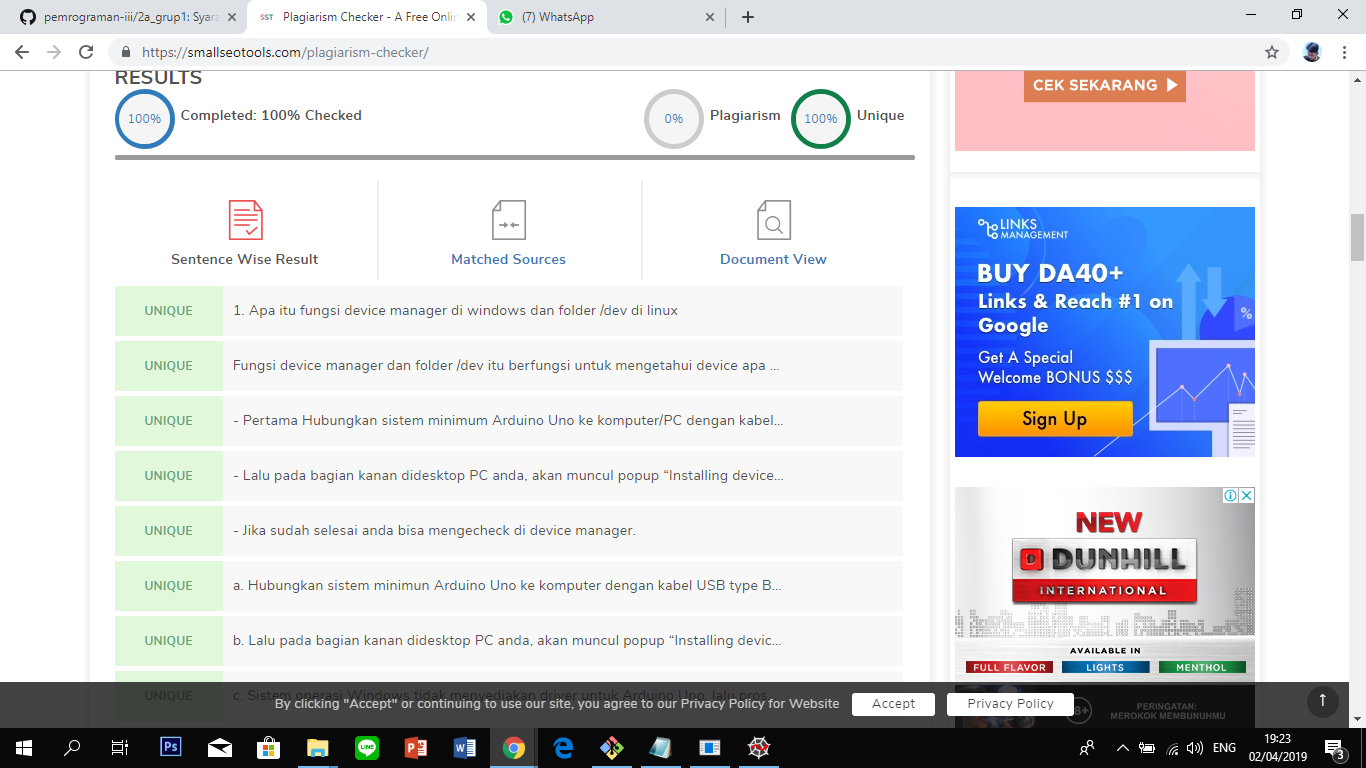 pemrograman-iii/2a_grup1: Syara
SST Plagiarism Checker - A Free Onlin
(7) WhatsApp
https://smallseotools.com/plagiarism-checker/
RESULTS
100% Completed: 100% Checked
0% Plagiarism
100% Unique
Sentence Wise Result
Matched Sources
Document View
UNIQUE 1. Apa itu fungsi device manager di windows dan folder /dev di linux
UNIQUE Fungsi device manager dan folder /dev itu berfungsi untuk mengetahui device apa ...
UNIQUE - Pertama Hubungkan sistem minimum Arduino Uno ke komputer/PC dengan kabel...
UNIQUE - Lalu pada bagian kanan didesktop PC anda, akan muncul popup “Installing device...
UNIQUE - Jika sudah selesai anda bisa mengecheck di device manager.
UNIQUE a. Hubungkan sistem minimun Arduino Uno ke komputer dengan kabel USB type B...
UNIQUE b. Lalu pada bagian kanan didesktop PC anda, akan muncul popup “Installing devic...
UNIQUE c. Sistem operasi Windows tidak menyediakan driver untuk Arduino Uno, lalu pros...
By clicking "Accept" or continuing to use our site, you agree to our Privacy Policy for Website
Accept
Privacy Policy
CEK SEKARANG
LINKS
MANAGEMENT
BUY DA40+
Links & Reach #1 on
Google
Get A Special
Welcome BONUS $$$
Sign Up
%
NEW
DUNHILL
INTERNATIONAL
AVAILABLE IN
FULL FLAVOR
LIGHTS
MENTHOL
18+
PERINGATAN:
MEROKOK MEMBUNUHMU
Ps
LINE
ENG
19:23
02/04/2019
3